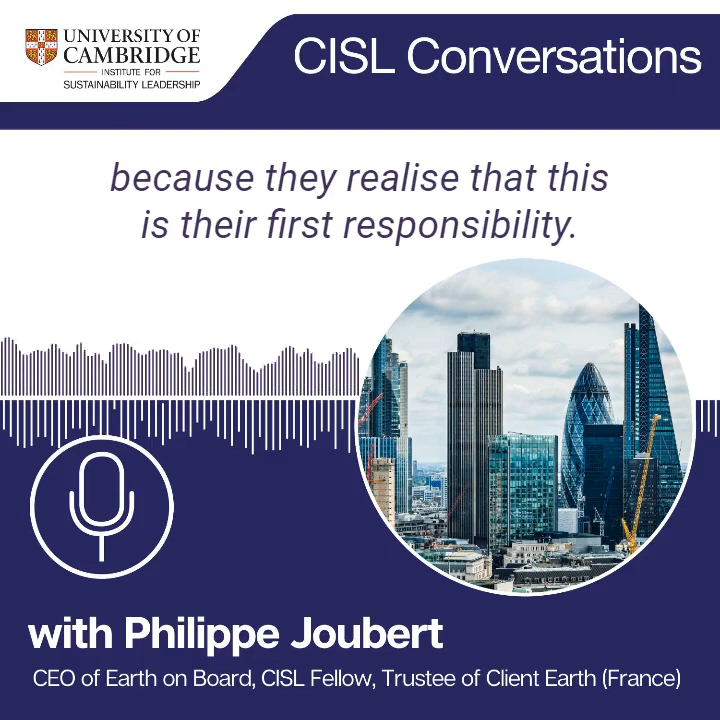 UNIVERSITY OF
CAMBRIDGE
INSTITUTE FOR
SUSTAINABILITY LEADERSHIP
CISL Conversations
because they realise that this
is their first responsibility.
with Philippe Joubert
CEO of Earth on Board, CISL Fellow, Trustee of Client Earth (France)